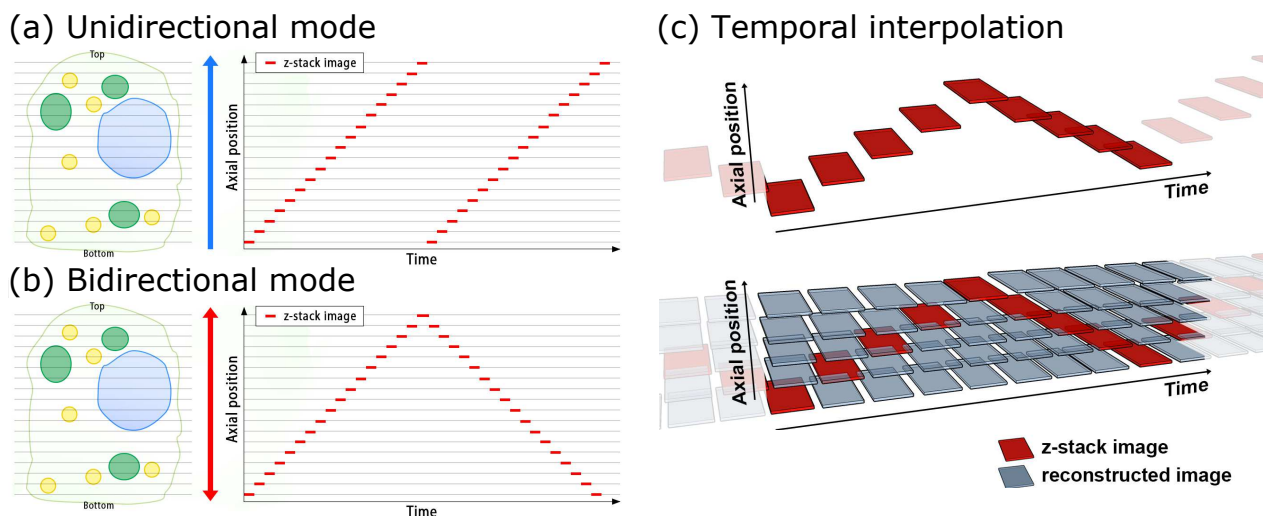 (a) Unidirectional mode
Top
Bottom
z-stack image
Axial position
Time
(b) Bidirectional mode
Top
Bottom
z-stack image
Axial position
Time
(c) Temporal interpolation
Axial position
Time
Axial position
Time
z-stack image
reconstructed image